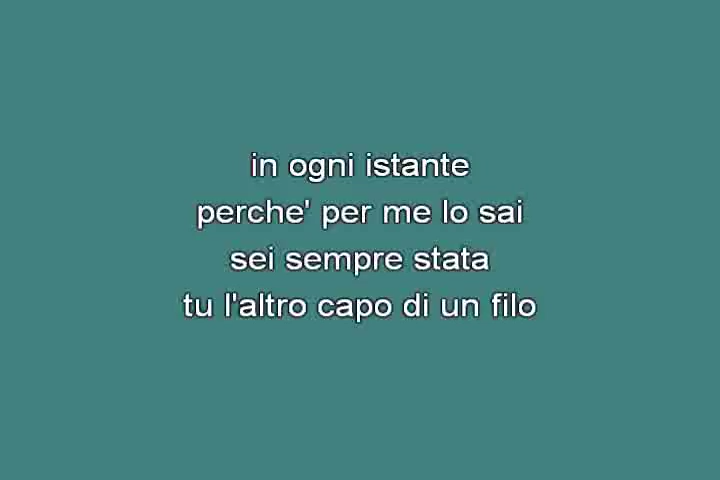 in ogni istante
perche' per me lo sai
sei sempre stata
tu l'altro capo di un filo